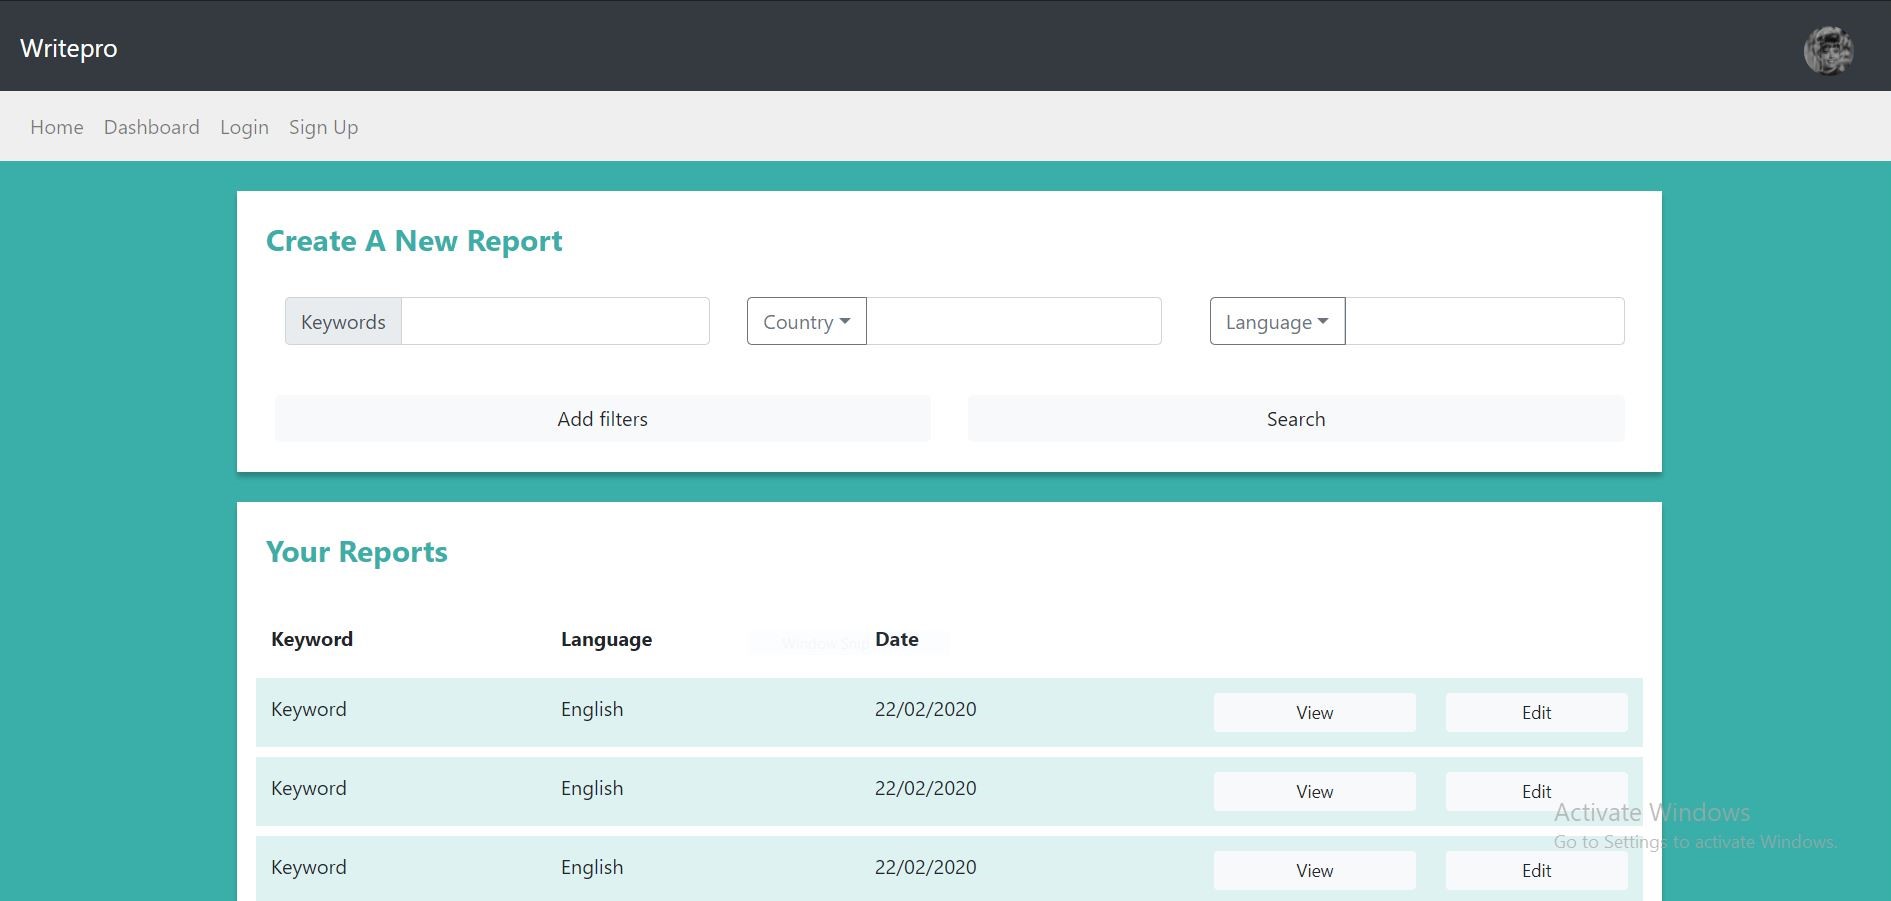 Writepro
Home Dashboard Login Sign Up
Create A New Report
Keywords Country Language
Add filters Search
Your Reports
Keyword Language Window Snip Date
Keyword English 22/02/2020 View Edit
Keyword English 22/02/2020 View Edit
Activate Windows
Go to Settings to activate Windows.
Keyword English 22/02/2020 View Edit